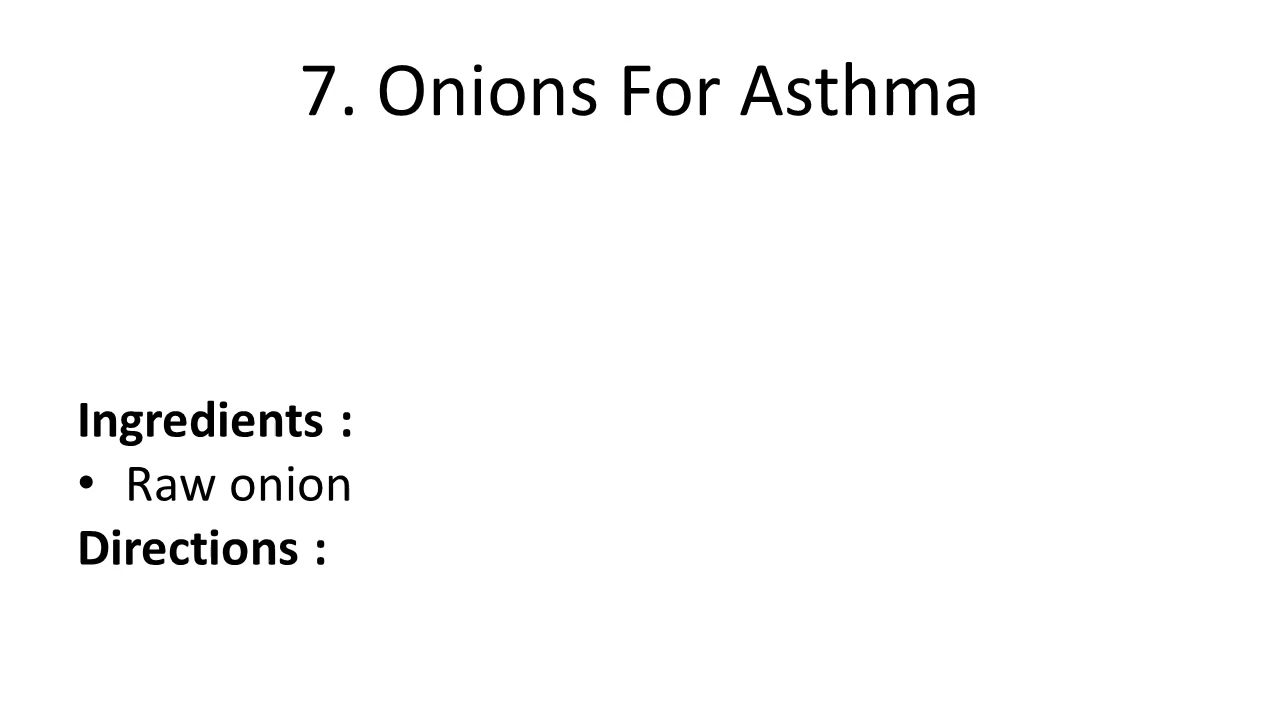 7. Onions For Asthma
Ingredients :
• Raw onion
Directions :